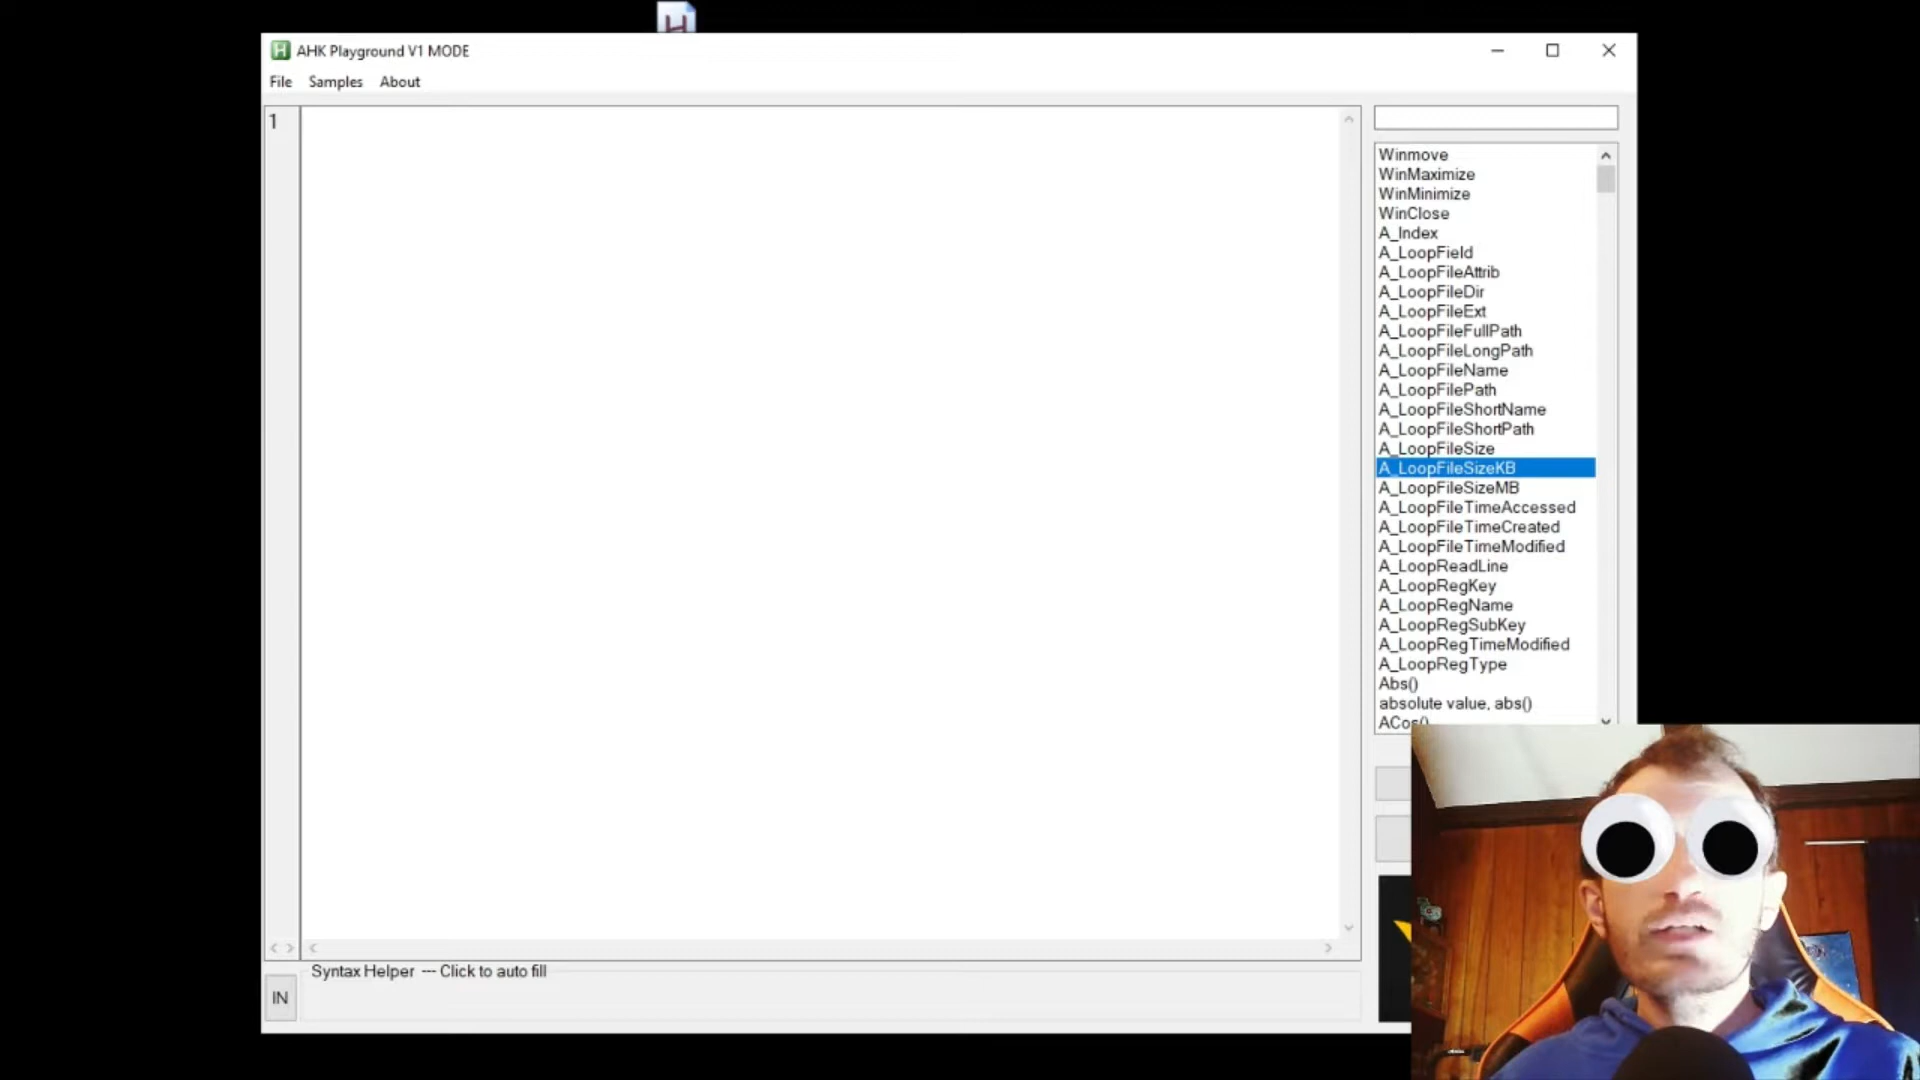 AHK Playground V1 MODE
File Samples About
1
Winmove
WinMaximize
WinMinimize
WinClose
A_Index
A_LoopField
A_LoopFileAttrib
A_LoopFileDir
A_LoopFileExt
A_LoopFileFullPath
A_LoopFileLongPath
A_LoopFileName
A_LoopFilePath
A_LoopFileShortName
A_LoopFileShortPath
A_LoopFileSize
A_LoopFileSizeKB
A_LoopFileSizeMB
A_LoopFileTimeAccessed
A_LoopFileTimeCreated
A_LoopFileTimeModified
A_LoopReadLine
A_LoopRegKey
A_LoopRegName
A_LoopRegSubKey
A_LoopRegTimeModified
A_LoopRegType
Abs()
absolute value, abs()
ACos()
Syntax Helper --- Click to auto fill
IN